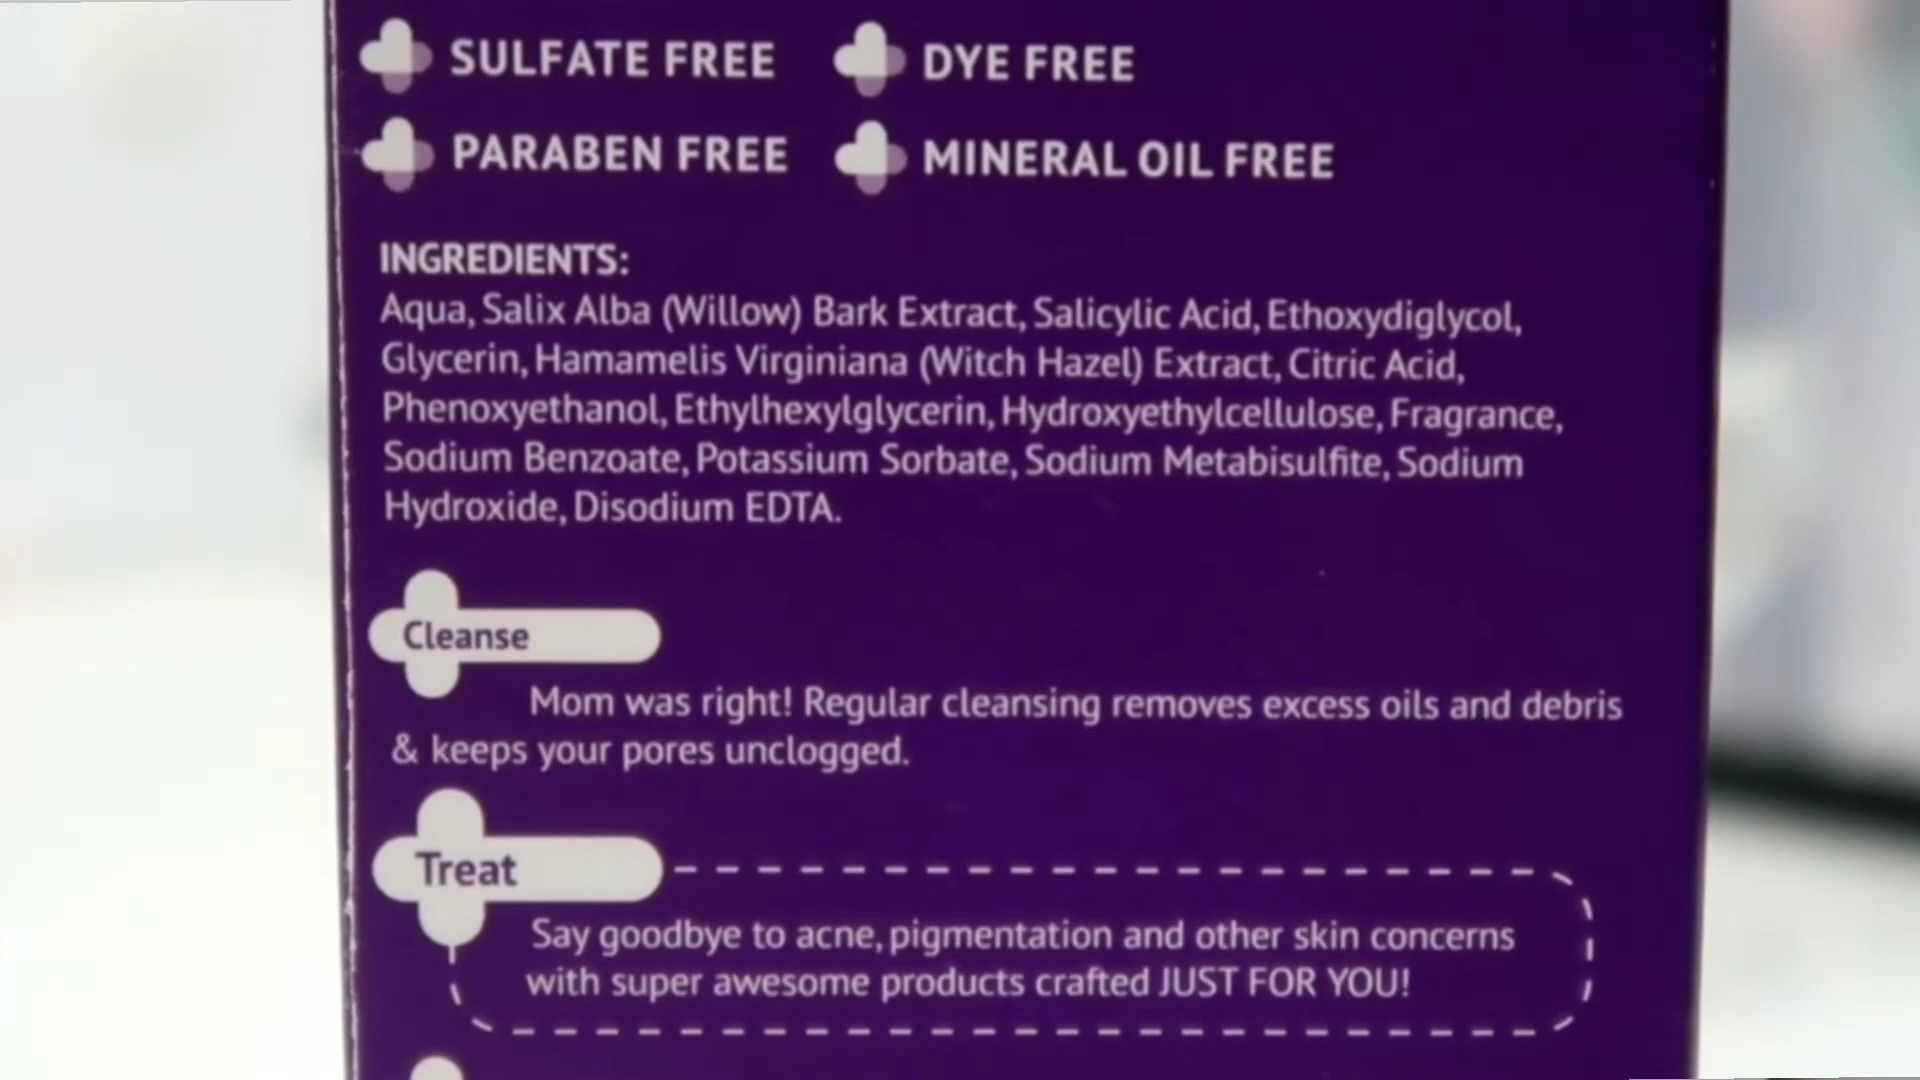 SULFATE FREE
DYE FREE
PARABEN FREE
MINERAL OIL FREE
INGREDIENTS:
Aqua, Salix Alba (Willow) Bark Extract, Salicylic Acid, Ethoxydiglycol,
Glycerin, Hamamelis Virginiana (Witch Hazel) Extract, Citric Acid,
Phenoxyethanol, Ethylhexylglycerin, Hydroxyethylcellulose, Fragrance,
Sodium Benzoate, Potassium Sorbate, Sodium Metabisulfite, Sodium
Hydroxide, Disodium EDTA.
Cleanse
Mom was right! Regular cleansing removes excess oils and debris
& keeps your pores unclogged.
Treat
Say goodbye to acne, pigmentation and other skin concerns
with super awesome products crafted JUST FOR YOU!